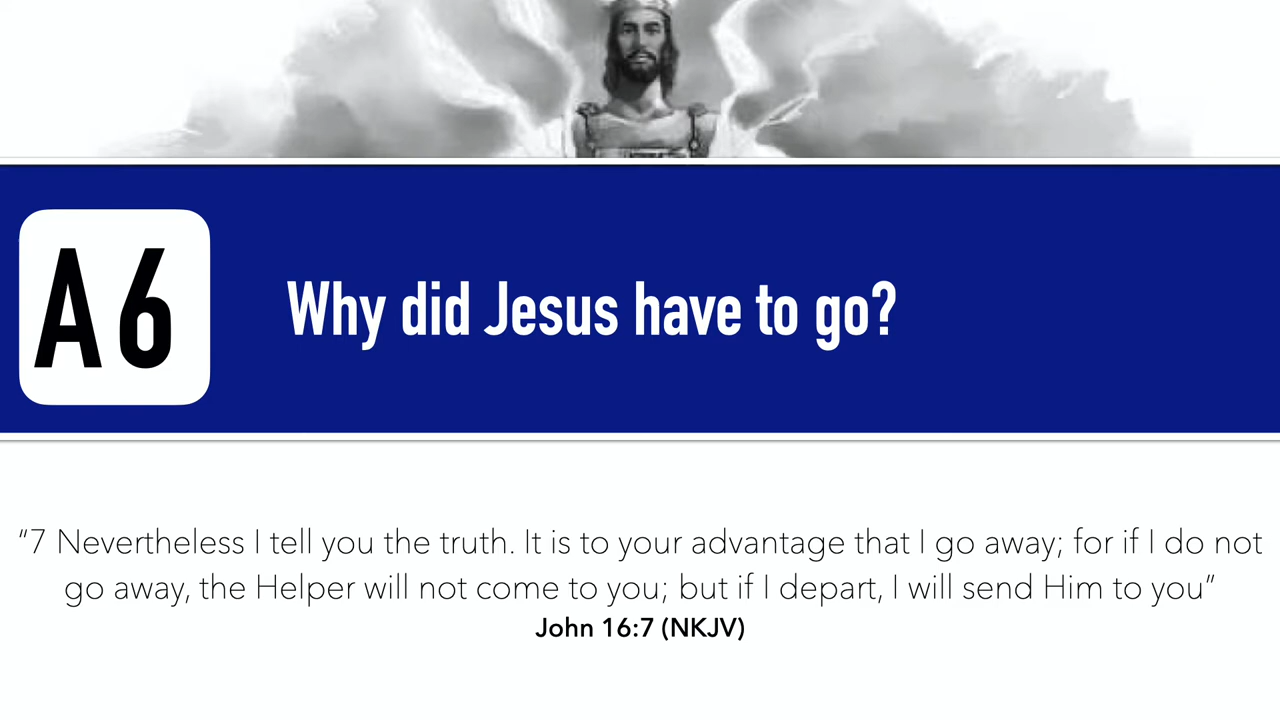 A6
Why did Jesus have to go?
“7 Nevertheless I tell you the truth. It is to your advantage that I go away; for if I do not
go away, the Helper will not come to you; but if I depart, I will send Him to you”
John 16:7 (NKJV)